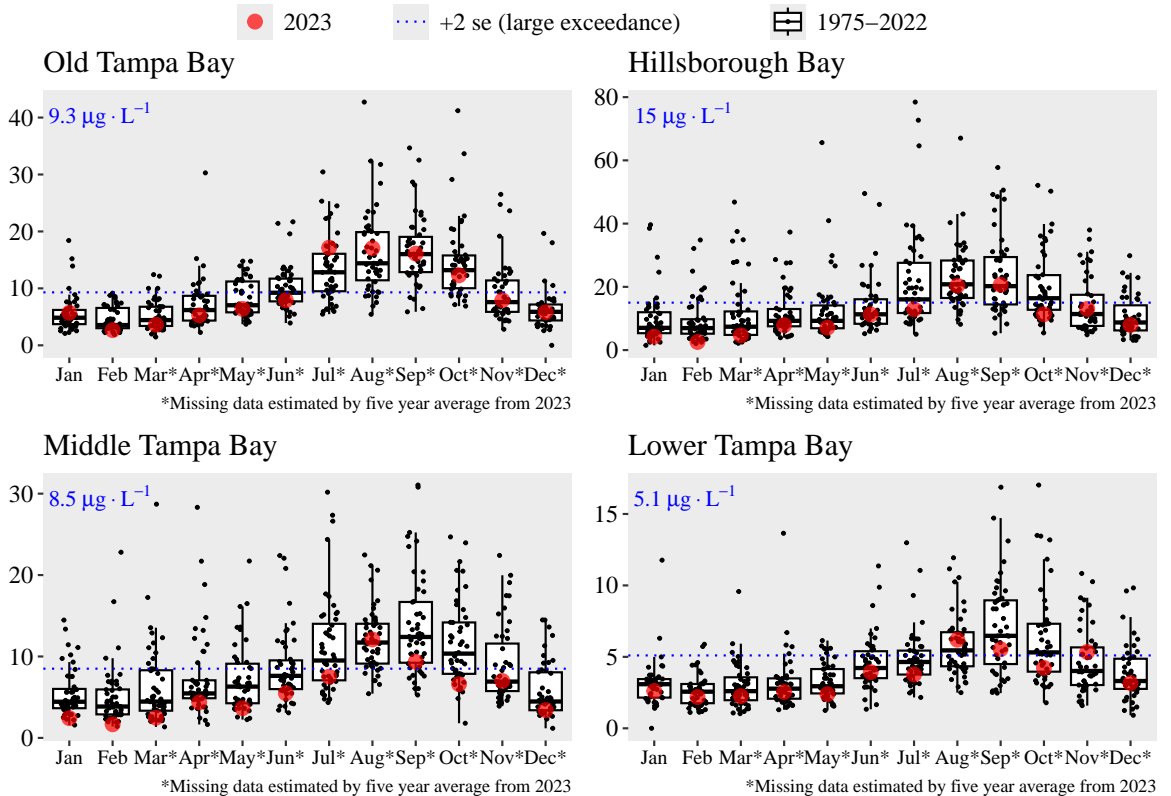 2023 +2 se (large exceedance) 1975−2022
Old Tampa Bay
9.3 μg ⋅ L⁻¹
40
30
20
10
0
Jan Feb Mar* Apr* May* Jun* Jul* Aug* Sep* Oct* Nov* Dec*
*Missing data estimated by five year average from 2023
Hillsborough Bay
15 μg ⋅ L⁻¹
80
60
40
20
0
Jan Feb Mar* Apr* May* Jun* Jul* Aug* Sep* Oct* Nov* Dec*
*Missing data estimated by five year average from 2023
Middle Tampa Bay
8.5 μg ⋅ L⁻¹
30
20
10
0
Jan Feb Mar* Apr* May* Jun* Jul* Aug* Sep* Oct* Nov* Dec*
*Missing data estimated by five year average from 2023
Lower Tampa Bay
5.1 μg ⋅ L⁻¹
15
10
5
0
Jan Feb Mar* Apr* May* Jun* Jul* Aug* Sep* Oct* Nov* Dec*
*Missing data estimated by five year average from 2023